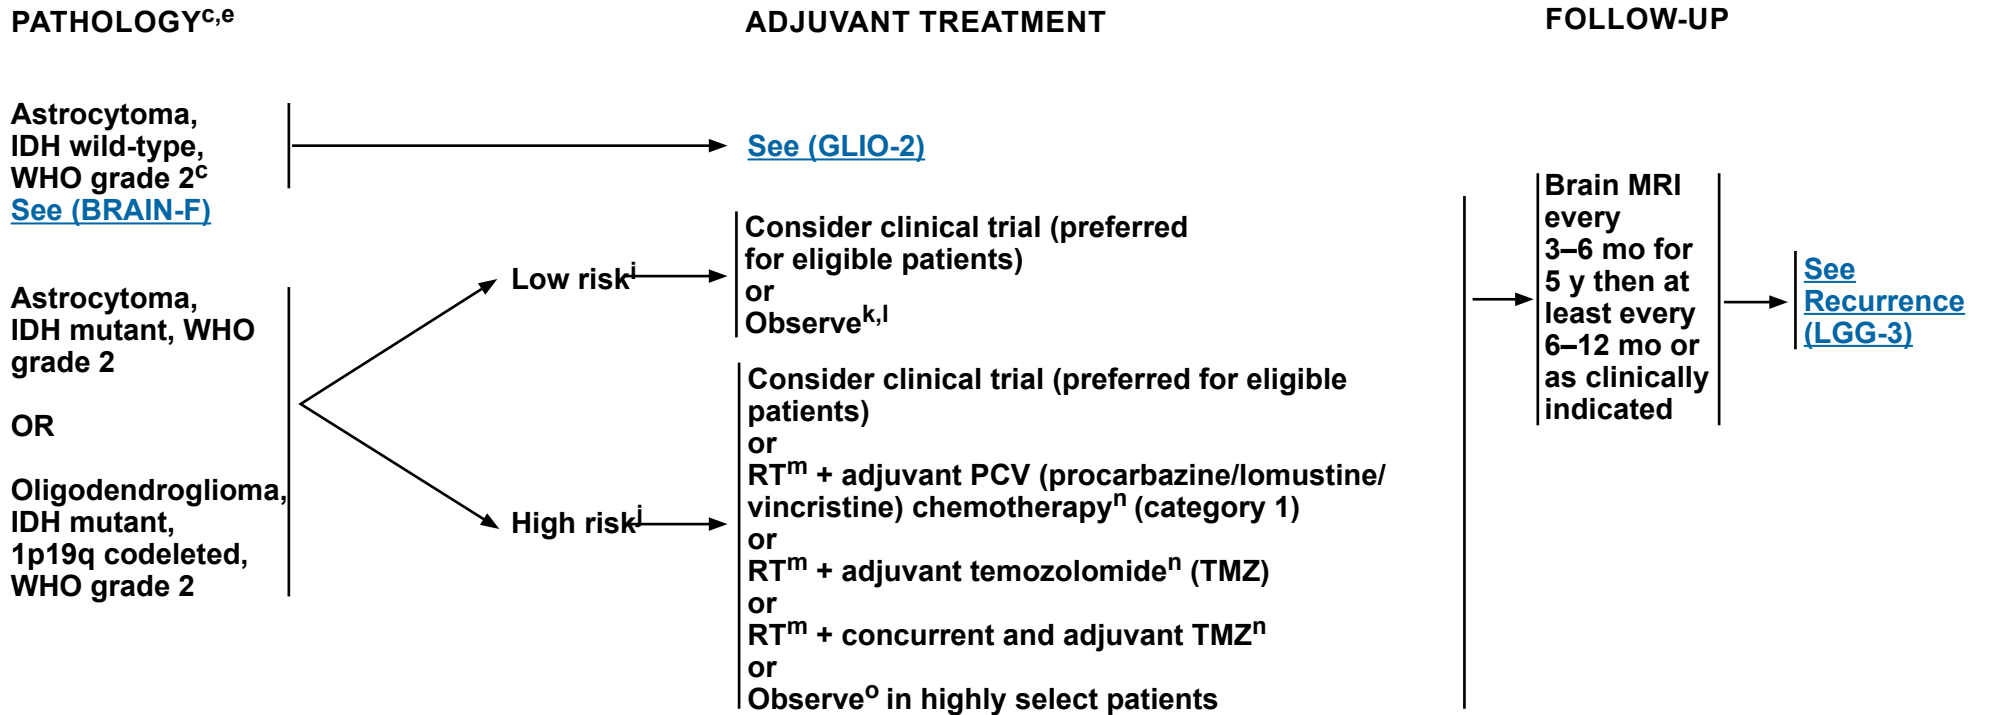 PATHOLOGYc,e
ADJUVANT TREATMENT
FOLLOW-UP
Astrocytoma,
IDH wild-type,
WHO grade 2c
See (BRAIN-F)
See (GLIO-2)
Astrocytoma,
IDH mutant, WHO
grade 2
OR
Oligodendroglioma,
IDH mutant,
1p19q codeleted,
WHO grade 2
Low riskj
Consider clinical trial (preferred
for eligible patients)
or
Observek,l
High riskj
Consider clinical trial (preferred for eligible
patients)
or
RTm + adjuvant PCV (procarbazine/lomustine/
vincristine) chemotherapyn (category 1)
or
RTm + adjuvant temozolomiden (TMZ)
or
RTm + concurrent and adjuvant TMZn
or
Observeo in highly select patients
Brain MRI
every
3–6 mo for
5 y then at
least every
6–12 mo or
as clinically
indicated
See
Recurrence
(LGG-3)